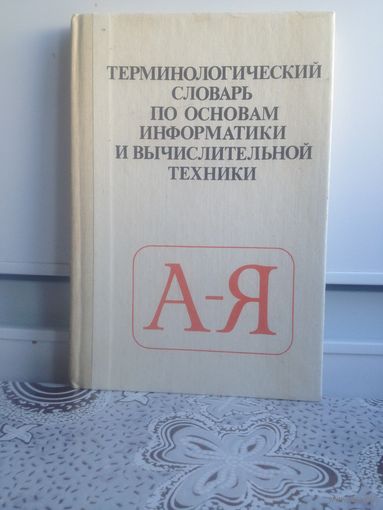 ТЕРМИНОЛОГИЧЕСКИЙ
СЛОВАРЬ
ПО ОСНОВАМ
ИНФОРМАТИКИ
И ВЫЧИСЛИТЕЛЬНОЙ
ТЕХНИКИ
А-Я